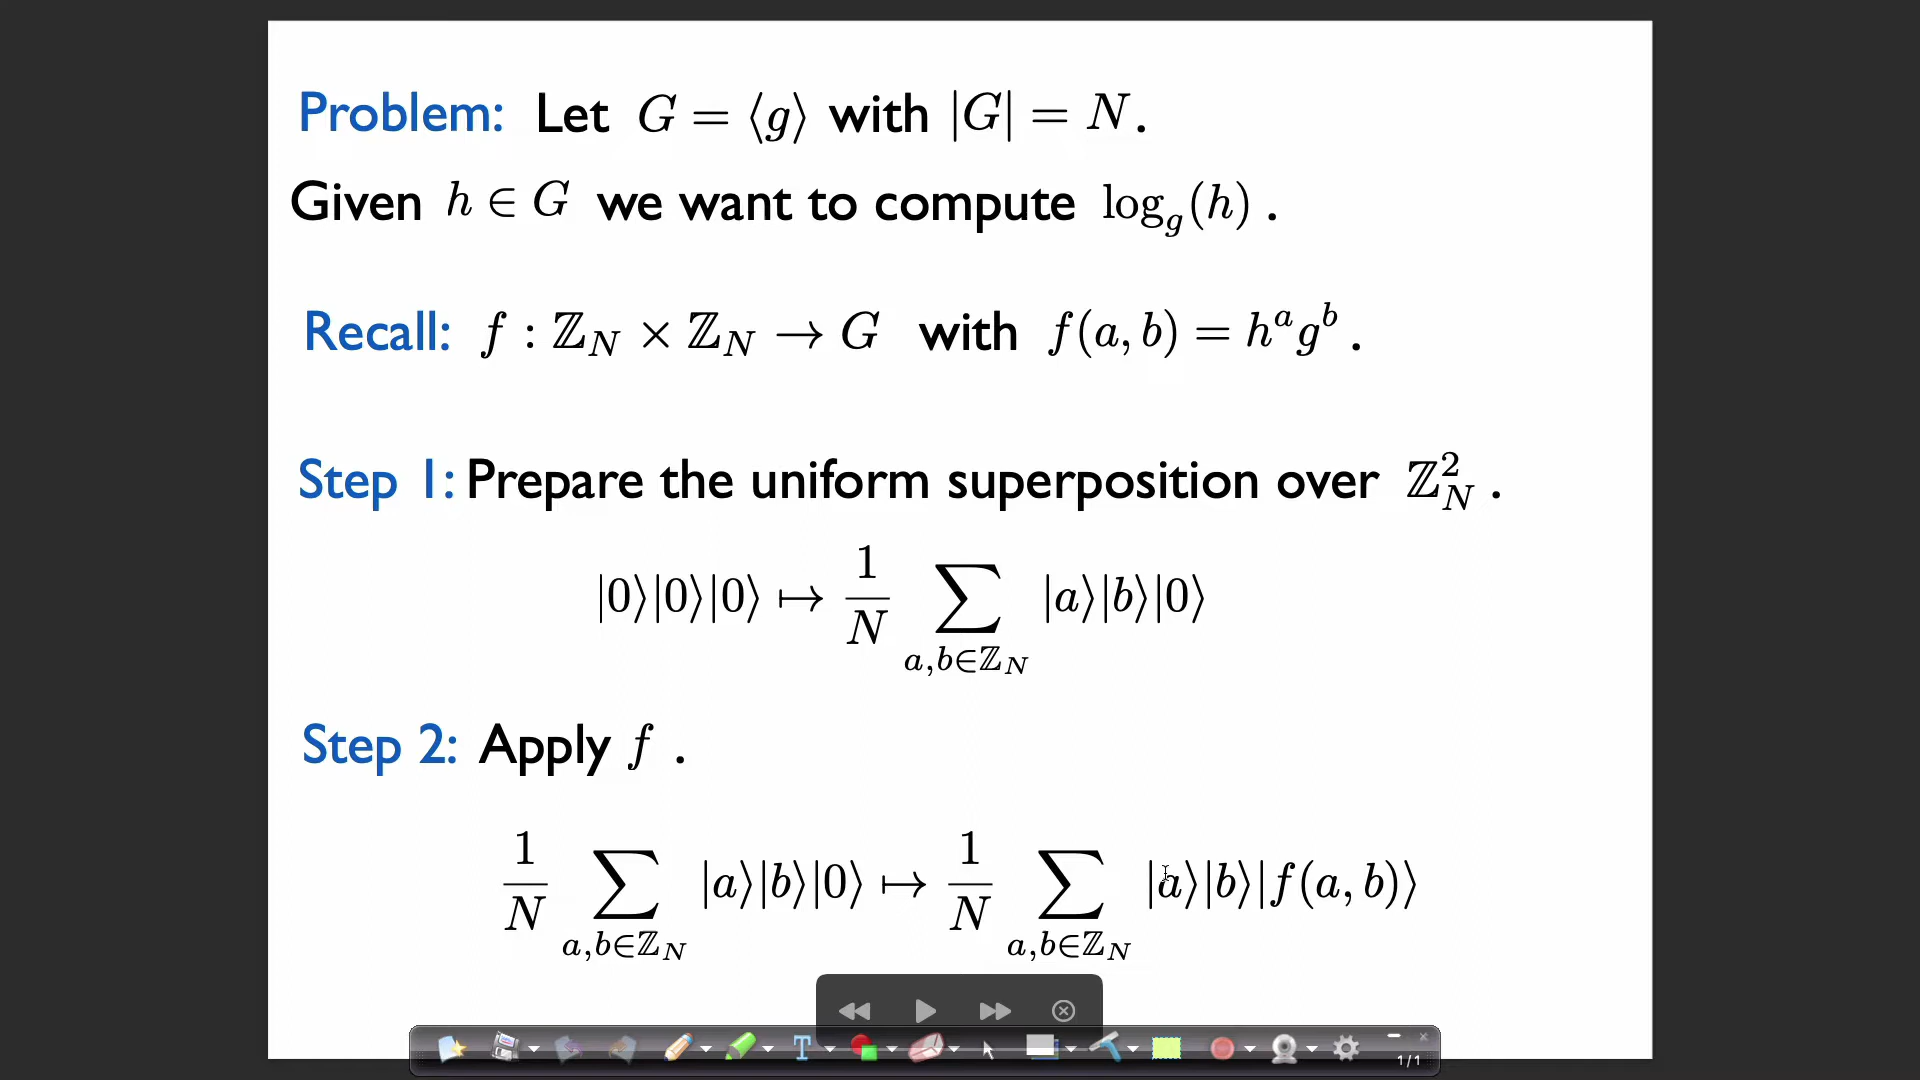 Problem: Let G = ⟨g⟩ with |G| = N.
Given h ∈ G we want to compute log_g(h).
Recall: f : ℤ_N × ℤ_N → G with f(a, b) = h^a g^b.
Step 1: Prepare the uniform superposition over ℤ_N^2.
|0⟩|0⟩|0⟩ ↦ 1/N ∑_{a,b∈ℤ_N} |a⟩|b⟩|0⟩
Step 2: Apply f.
1/N ∑_{a,b∈ℤ_N} |a⟩|b⟩|0⟩ ↦ 1/N ∑_{a,b∈ℤ_N} |a⟩|b⟩|f(a, b)⟩
T
1/1